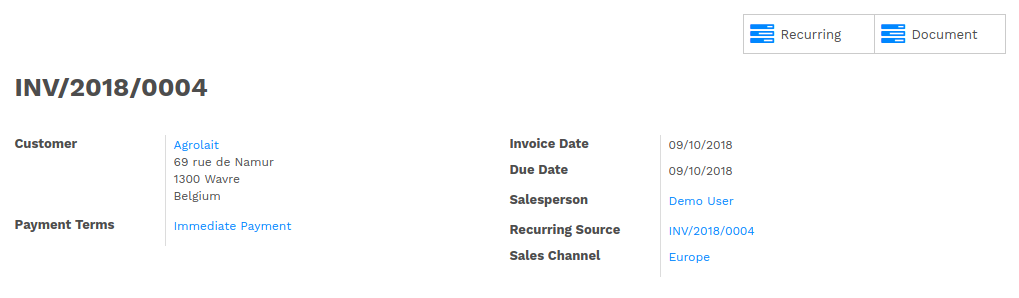 Recurring
Document
INV/2018/0004
Customer
Agrolait
69 rue de Namur
1300 Wavre
Belgium
Payment Terms
Immediate Payment
Invoice Date
09/10/2018
Due Date
09/10/2018
Salesperson
Demo User
Recurring Source
INV/2018/0004
Sales Channel
Europe